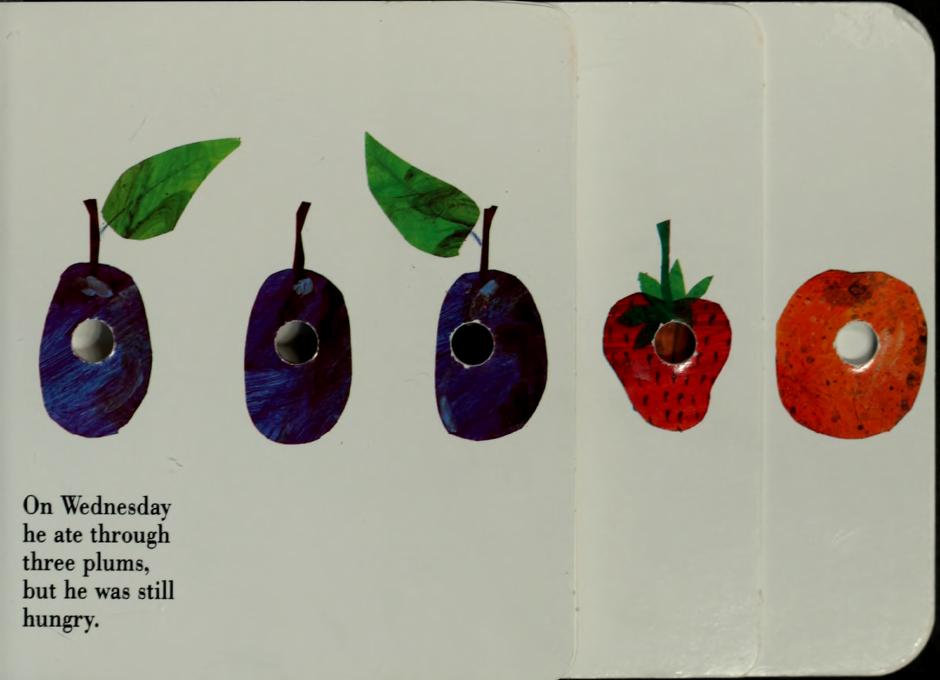 On Wednesday
he ate through
three plums,
but he was still
hungry.